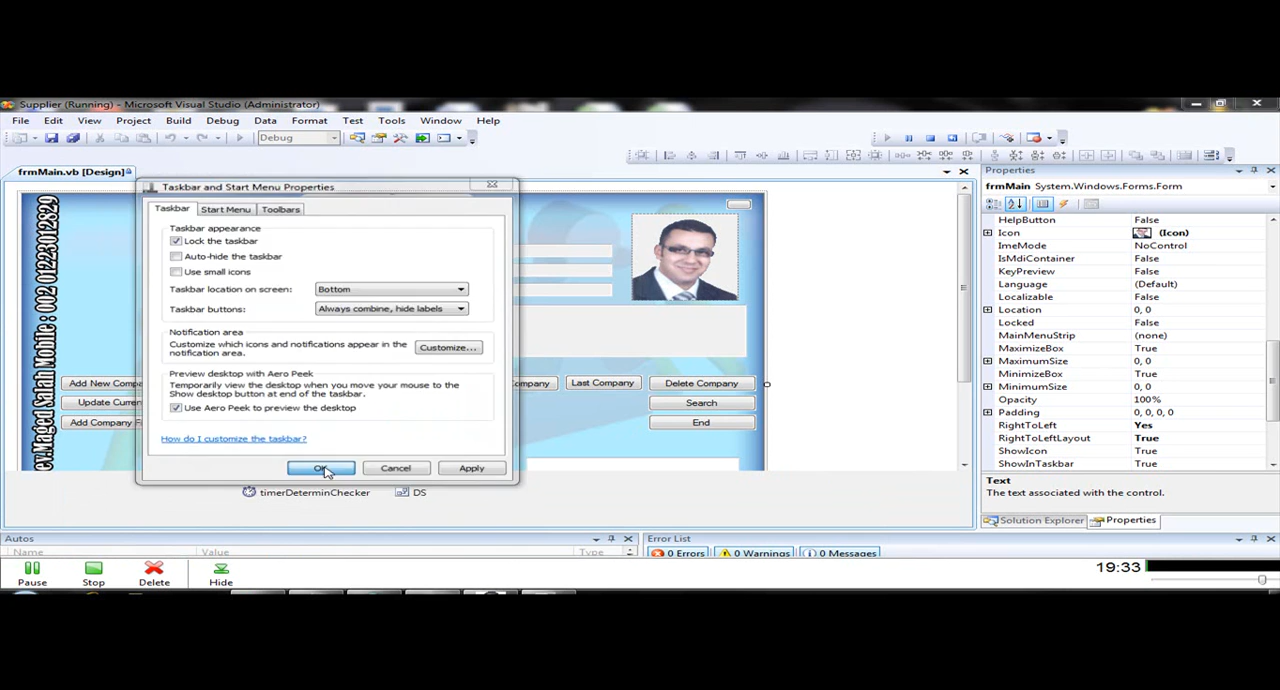 Supplier (Running) - Microsoft Visual Studio (Administrator)
File Edit View Project Build Debug Data Format Test Tools Window Help
Debug
frmMain.vb [Design]
Properties
frmMain System.Windows.Forms.Form
Taskbar and Start Menu Properties
Taskbar Start Menu Toolbars
Taskbar appearance
Lock the taskbar
Auto-hide the taskbar
Use small icons
Taskbar location on screen: Bottom
Taskbar buttons: Always combine, hide labels
Notification area
Customize which icons and notifications appear in the
notification area.
Customize...
Preview desktop with Aero Peek
Temporarily view the desktop when you move your mouse to the
Show desktop button at end of the taskbar.
Use Aero Peek to preview the desktop
How do I customize the taskbar?
OK Cancel Apply
ev.Maged Salah Mobile : 002 01223012820
Add New Compa
Update Curren
Add Company Fi
ompany
Last Company
Delete Company
Search
End
HelpButton False
Icon (Icon)
ImeMode NoControl
IsMdiContainer False
KeyPreview False
Language (Default)
Localizable False
Location 0, 0
Locked False
MainMenuStrip (none)
MaximizeBox True
MaximumSize 0, 0
MinimizeBox True
MinimumSize 0, 0
Opacity 100%
Padding 0, 0, 0, 0
RightToLeft Yes
RightToLeftLayout True
ShowIcon True
ShowInTaskbar True
Text
The text associated with the control.
Solution Explorer Properties
timerDeterminChecker DS
Autos
Name Value Type
Error List
0 Errors 0 Warnings 0 Messages
Pause Stop Delete Hide
19:33